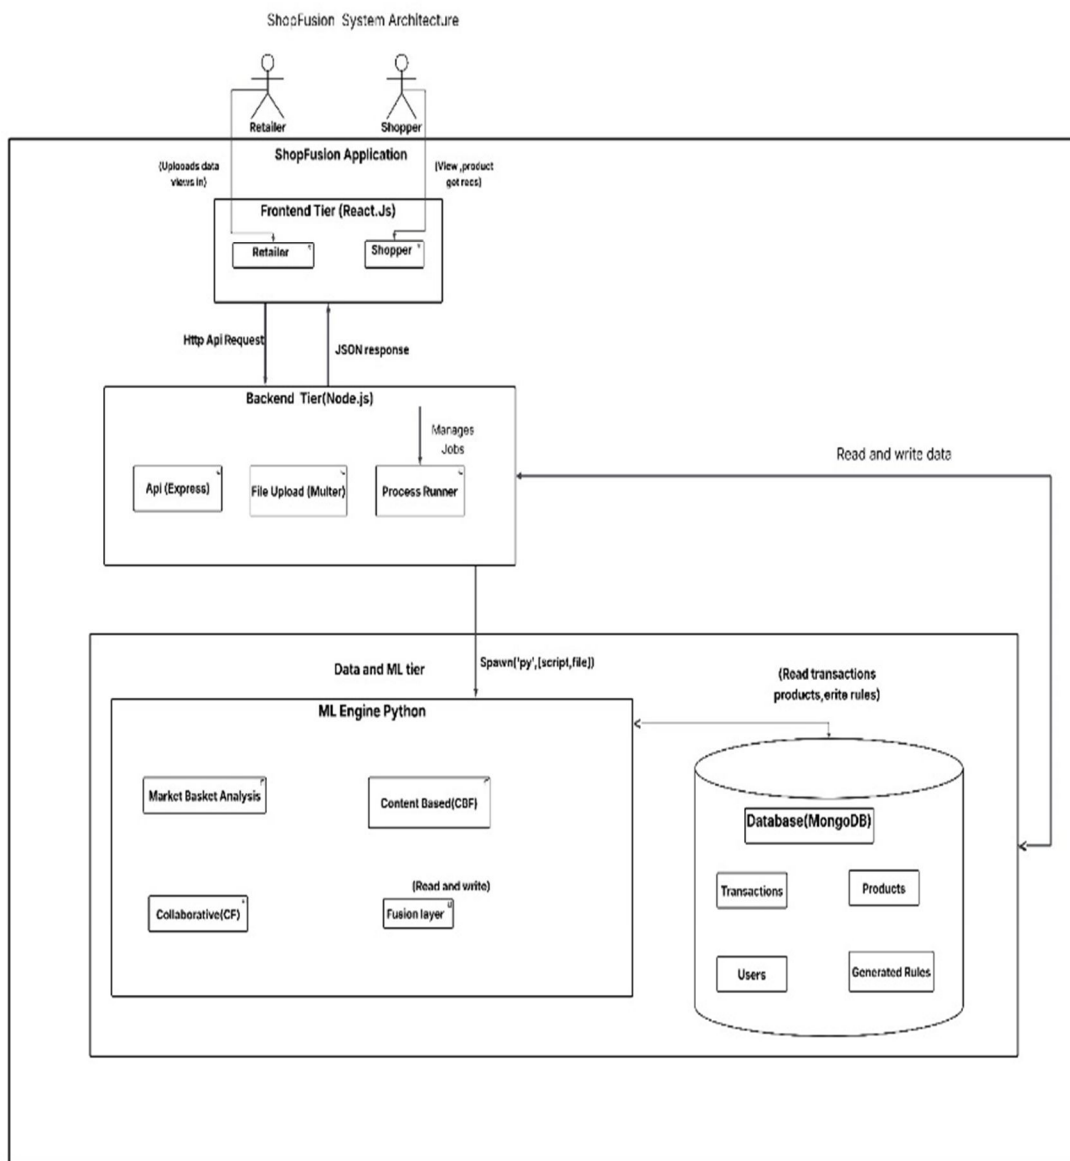 ShopFusion System Architecture
Retailer
Shopper
ShopFusion Application
(Uplooads data
views in)
(View ,product
got recs)
Frontend Tier (React.Js)
Retailor
Shopper
Http Api Request
JSON response
Backend Tier(Node.js)
Manages
Jobs
Api (Express)
File Upload (Multer)
Process Runner
Read and write data
Spawn('py',[script,file])
Data and ML tier
(Read transactions
products,erite rules)
ML Engine Python
Market Basket Analysis
Content Based(CBF)
Database(MongoDB)
Transactions
Products
(Read and write)
Collaborative(CF)
Fusion layer
Users
Generated Rules